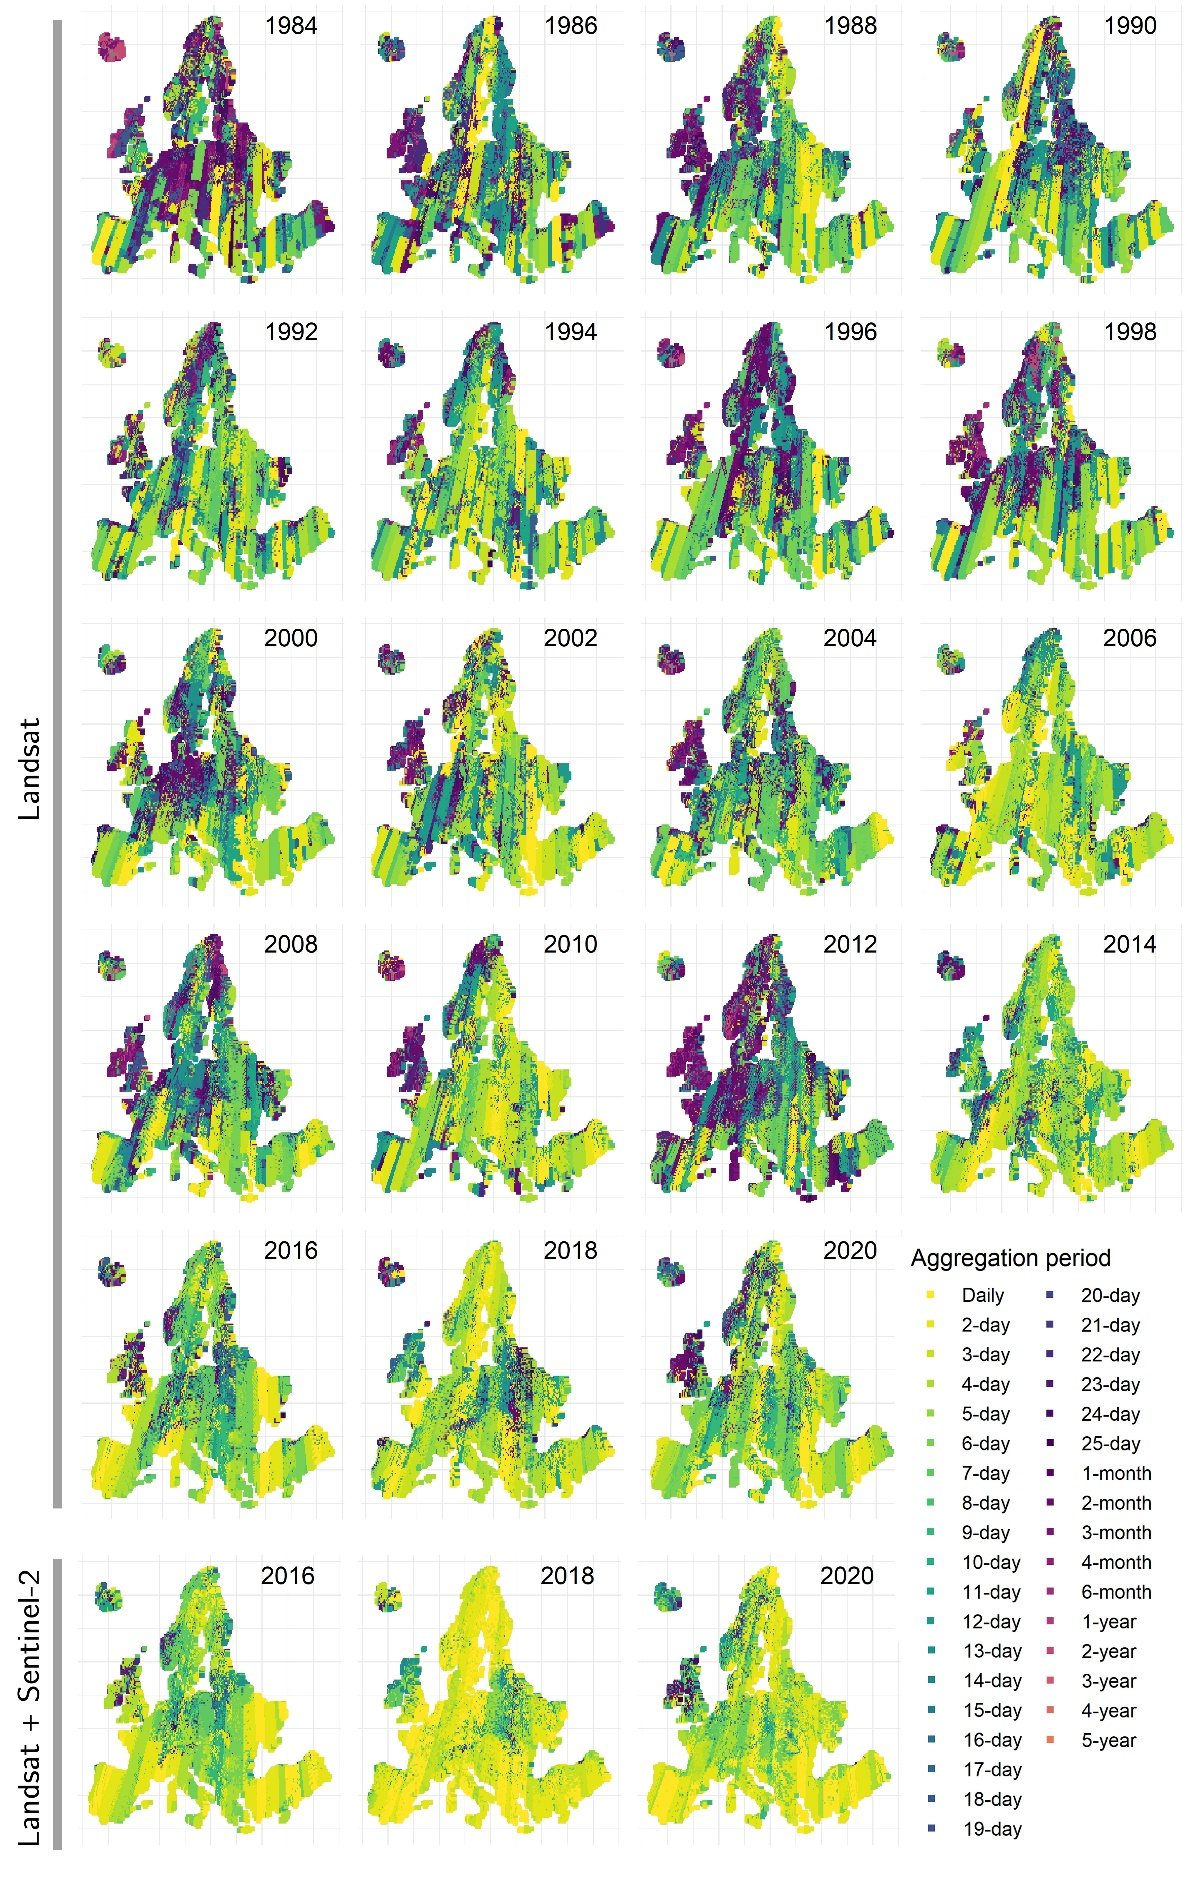 1984
1986
1988
1990
1992
1994
1996
1998
2000
2002
2004
2006
2008
2010
2012
2014
2016
2018
2020
Landsat
Aggregation period
Daily
2-day
3-day
4-day
5-day
6-day
7-day
8-day
9-day
10-day
11-day
12-day
13-day
14-day
15-day
16-day
17-day
18-day
19-day
20-day
21-day
22-day
23-day
24-day
25-day
1-month
2-month
3-month
4-month
6-month
1-year
2-year
3-year
4-year
5-year
2016
2018
2020
Landsat + Sentinel-2